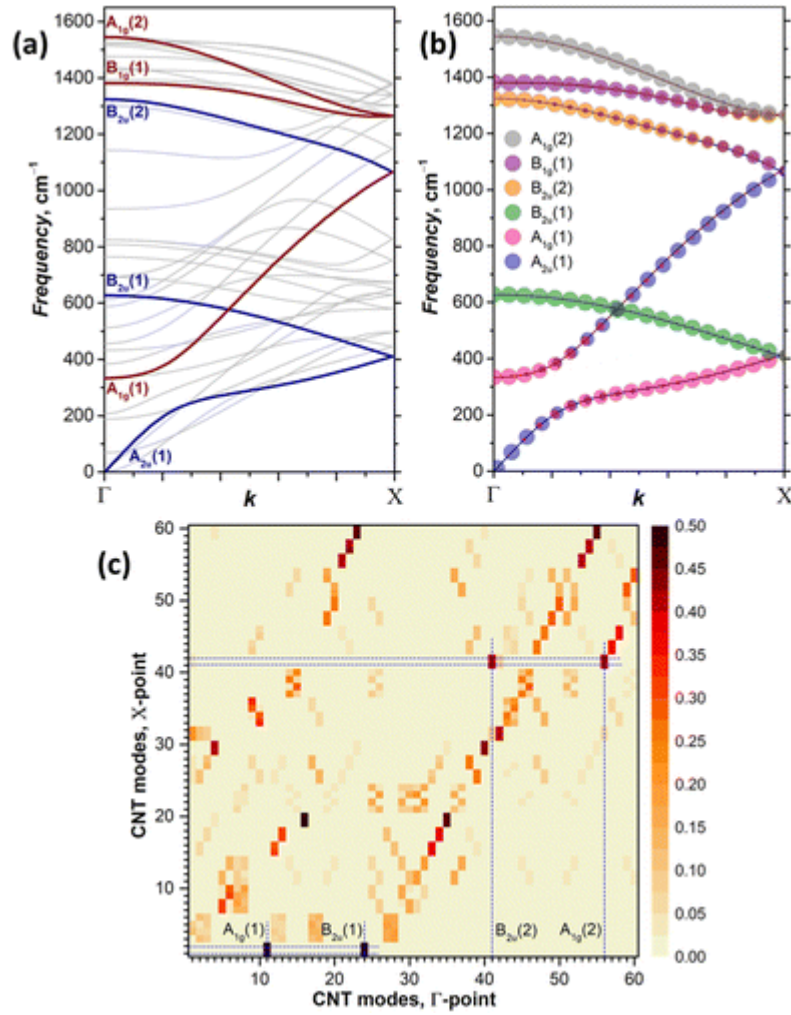 (a)
1600
1400
1200
1000
800
600
400
200
0
Frequency, cm⁻¹
A₁g(2)
B₁g(1)
B₂ᵤ(2)
B₂ᵤ(1)
A₁g(1)
A₂ᵤ(1)
Γ
k
X
(b)
1600
1400
1200
1000
800
600
400
200
0
Frequency, cm⁻¹
A₁g(2)
B₁g(1)
B₂ᵤ(2)
B₂ᵤ(1)
A₁g(1)
A₂ᵤ(1)
Γ
k
X
(c)
60
50
40
30
20
10
CNT modes, X-point
A₁g(1)
B₂ᵤ(1)
B₂ᵤ(2)
A₁g(2)
10
20
30
40
50
60
CNT modes, Γ-point
0.50
0.45
0.40
0.35
0.30
0.25
0.20
0.15
0.10
0.05
0.00